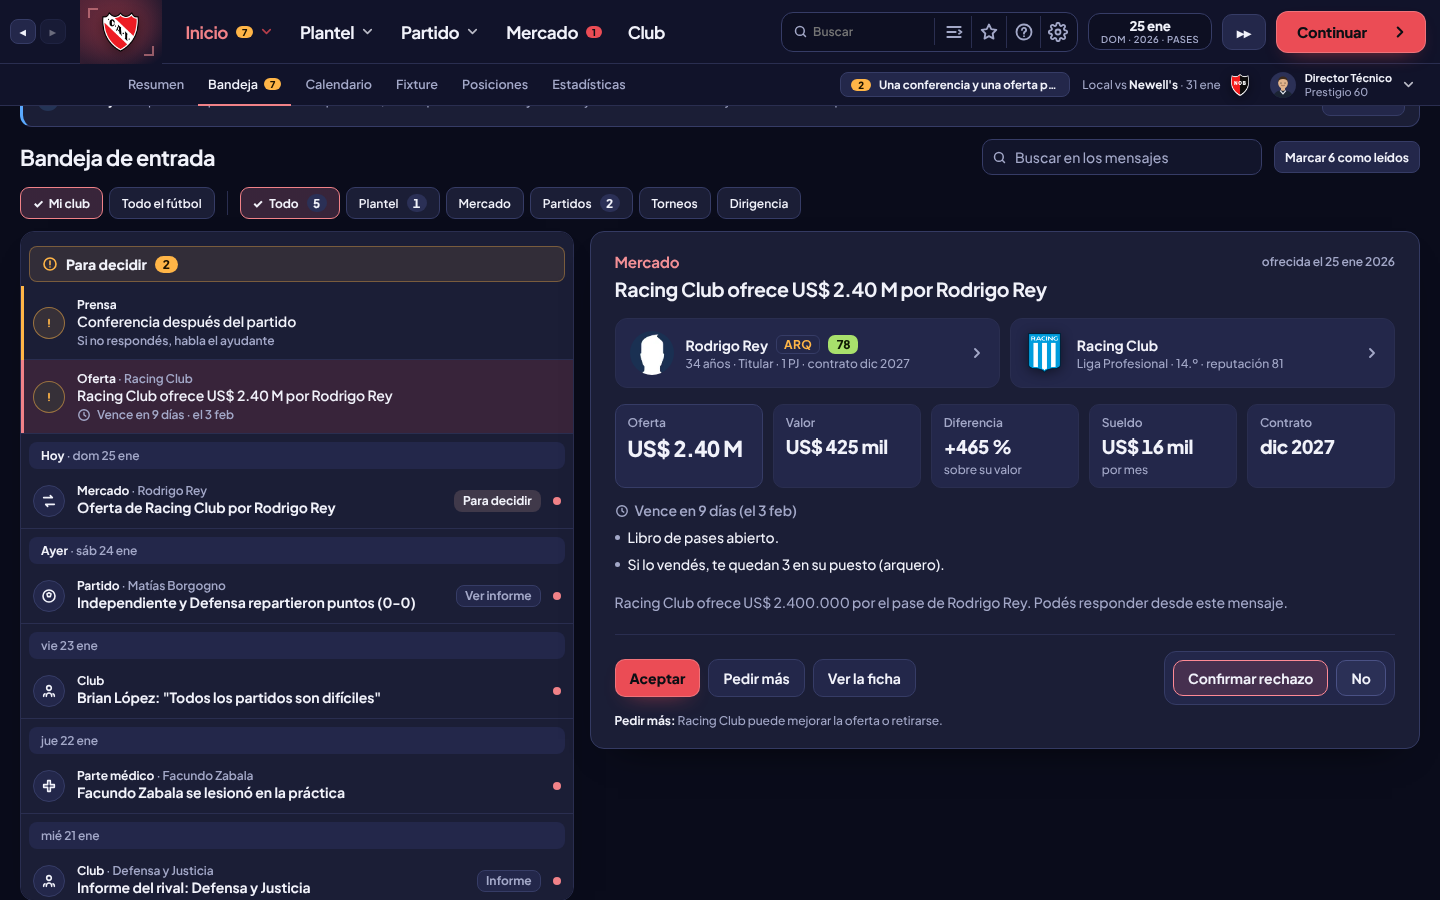 Inicio 7
Plantel
Partido
Mercado 1
Club
Buscar
25 ene
DOM · 2026 · PASES
Continuar
Resumen
Bandeja 7
Calendario
Fixture
Posiciones
Estadísticas
2 Una conferencia y una oferta p...
Local vs Newell's · 31 ene
Director Técnico
Prestigio 60
Bandeja de entrada
Buscar en los mensajes
Marcar 6 como leídos
Mi club
Todo el fútbol
Todo 5
Plantel 1
Mercado
Partidos 2
Torneos
Dirigencia
Para decidir 2
Prensa
Conferencia después del partido
Si no respondés, habla el ayudante
Oferta · Racing Club
Racing Club ofrece US$ 2.40 M por Rodrigo Rey
Vence en 9 días · el 3 feb
Hoy · dom 25 ene
Mercado · Rodrigo Rey
Oferta de Racing Club por Rodrigo Rey
Para decidir
Ayer · sáb 24 ene
Partido · Matías Borgogno
Independiente y Defensa repartieron puntos (0-0)
Ver informe
vie 23 ene
Club
Brian López: "Todos los partidos son difíciles"
jue 22 ene
Parte médico · Facundo Zabala
Facundo Zabala se lesionó en la práctica
mié 21 ene
Club · Defensa y Justicia
Informe del rival: Defensa y Justicia
Informe
Mercado
ofrecida el 25 ene 2026
Racing Club ofrece US$ 2.40 M por Rodrigo Rey
Rodrigo Rey ARQ 78
34 años · Titular · 1 PJ · contrato dic 2027
RACING
Racing Club
Liga Profesional · 14.º · reputación 81
Oferta
US$ 2.40 M
Valor
US$ 425 mil
Diferencia
+465 %
sobre su valor
Sueldo
US$ 16 mil
por mes
Contrato
dic 2027
Vence en 9 días (el 3 feb)
Libro de pases abierto.
Si lo vendés, te quedan 3 en su puesto (arquero).
Racing Club ofrece US$ 2.400.000 por el pase de Rodrigo Rey. Podés responder desde este mensaje.
Aceptar
Pedir más
Ver la ficha
Confirmar rechazo
No
Pedir más: Racing Club puede mejorar la oferta o retirarse.